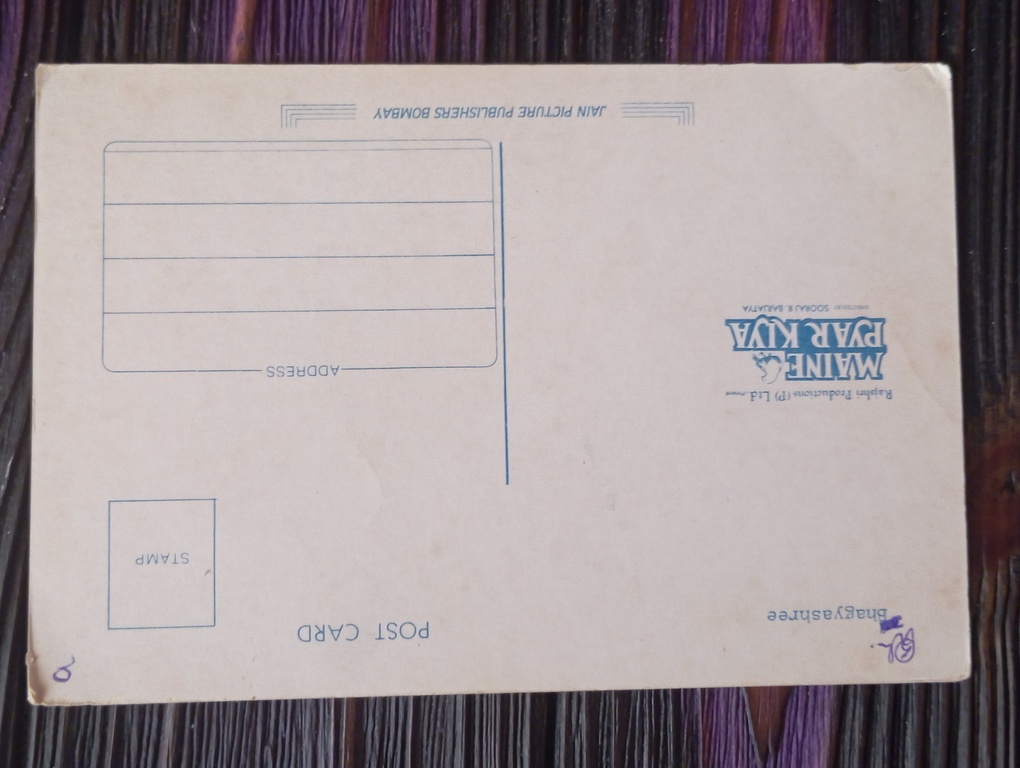 Bhagyashree
POST CARD
STAMP
Rajshri Productions (P) Ltd.
MAINE
PYAR KIYA
SOORAJ R. BARJATYA
ADDRESS
JAIN PICTURE PUBLISHERS BOMBAY